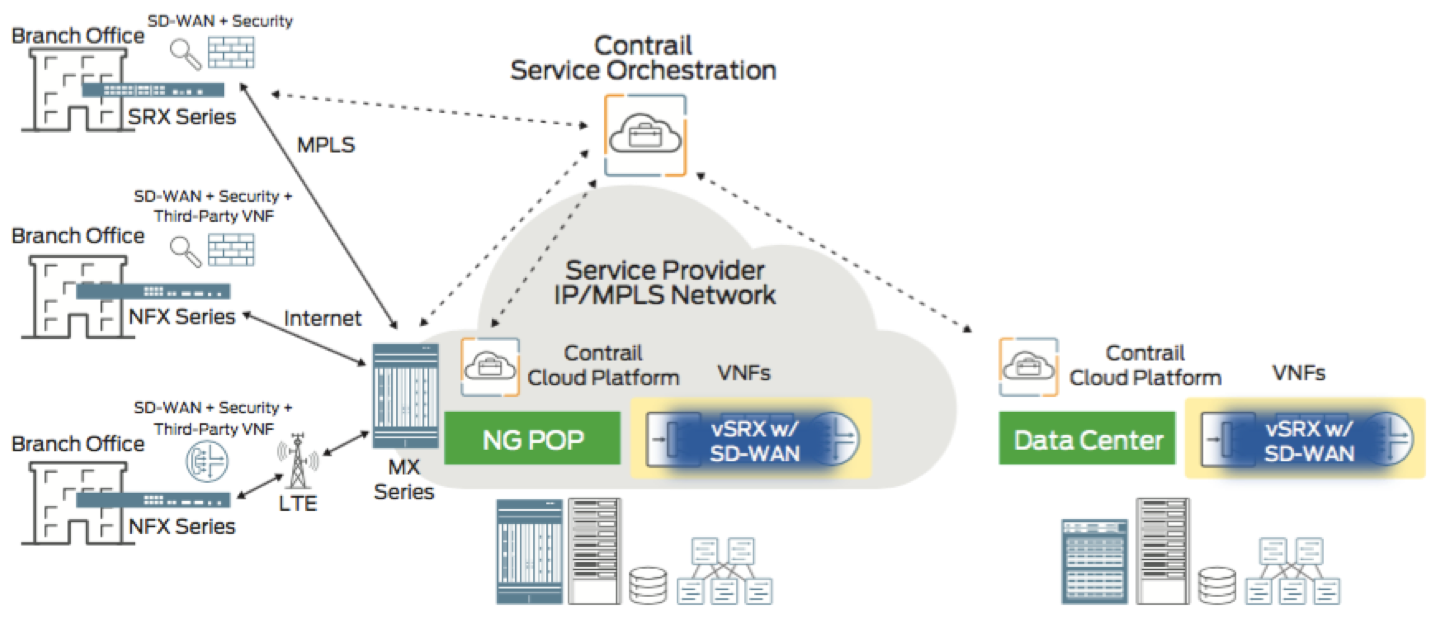 SD-WAN + Security
Branch Office
SRX Series
MPLS
Contrail
Service Orchestration
SD-WAN + Security +
Third-Party VNF
Branch Office
NFX Series
Internet
Service Provider
IP/MPLS Network
SD-WAN + Security +
Third-Party VNF
Branch Office
NFX Series
LTE
MX
Series
Contrail
Cloud Platform
VNFs
NG POP
vSRX w/
SD-WAN
Contrail
Cloud Platform
VNFs
Data Center
vSRX w/
SD-WAN